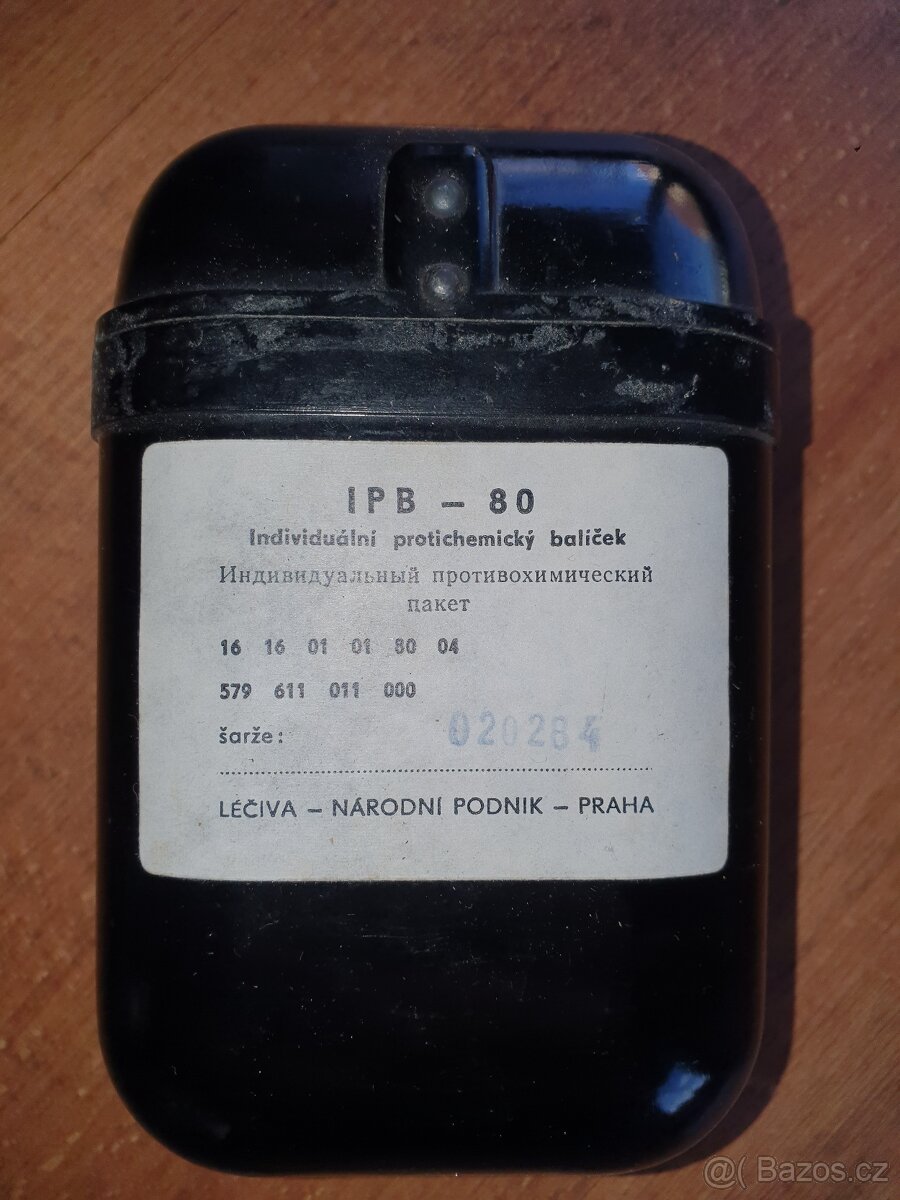 IPB – 80
Individuální protichemický balíček
Индивидуальный противохимический
пакет
16 16 01 01 80 04
579 611 011 000
šarže: 020284
LÉČIVA – NÁRODNÍ PODNIK – PRAHA
@( Bazos.cz